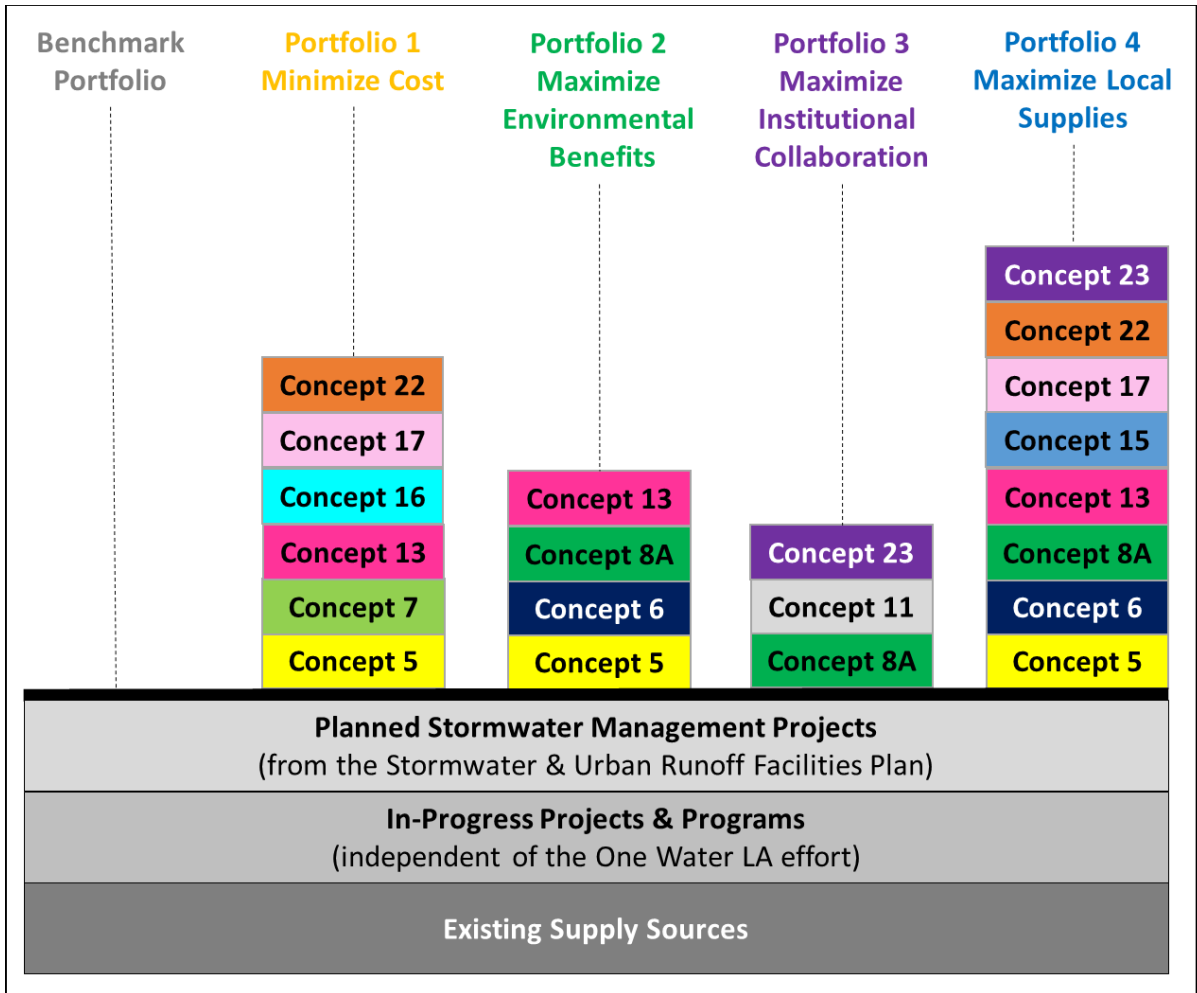 Benchmark
Portfolio
Portfolio 1
Minimize Cost
Portfolio 2
Maximize
Environmental
Benefits
Portfolio 3
Maximize
Institutional
Collaboration
Portfolio 4
Maximize Local
Supplies
Concept 22
Concept 17
Concept 16
Concept 13
Concept 7
Concept 5
Concept 13
Concept 8A
Concept 6
Concept 5
Concept 23
Concept 11
Concept 8A
Concept 23
Concept 22
Concept 17
Concept 15
Concept 13
Concept 8A
Concept 6
Concept 5
Planned Stormwater Management Projects
(from the Stormwater & Urban Runoff Facilities Plan)
In-Progress Projects & Programs
(independent of the One Water LA effort)
Existing Supply Sources